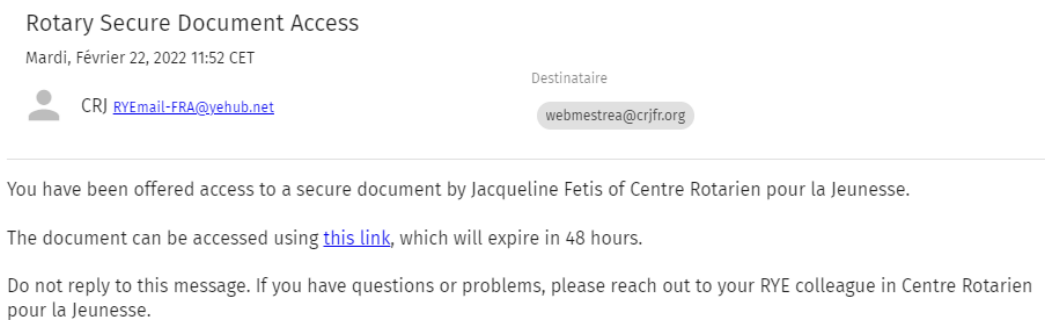 Rotary Secure Document Access
Mardi, Février 22, 2022 11:52 CET
Destinataire
CRJ RYEmail-FRA@yehub.net
webmestrea@crjfr.org
You have been offered access to a secure document by Jacqueline Fetis of Centre Rotarien pour la Jeunesse.
The document can be accessed using this link, which will expire in 48 hours.
Do not reply to this message. If you have questions or problems, please reach out to your RYE colleague in Centre Rotarien
pour la Jeunesse.